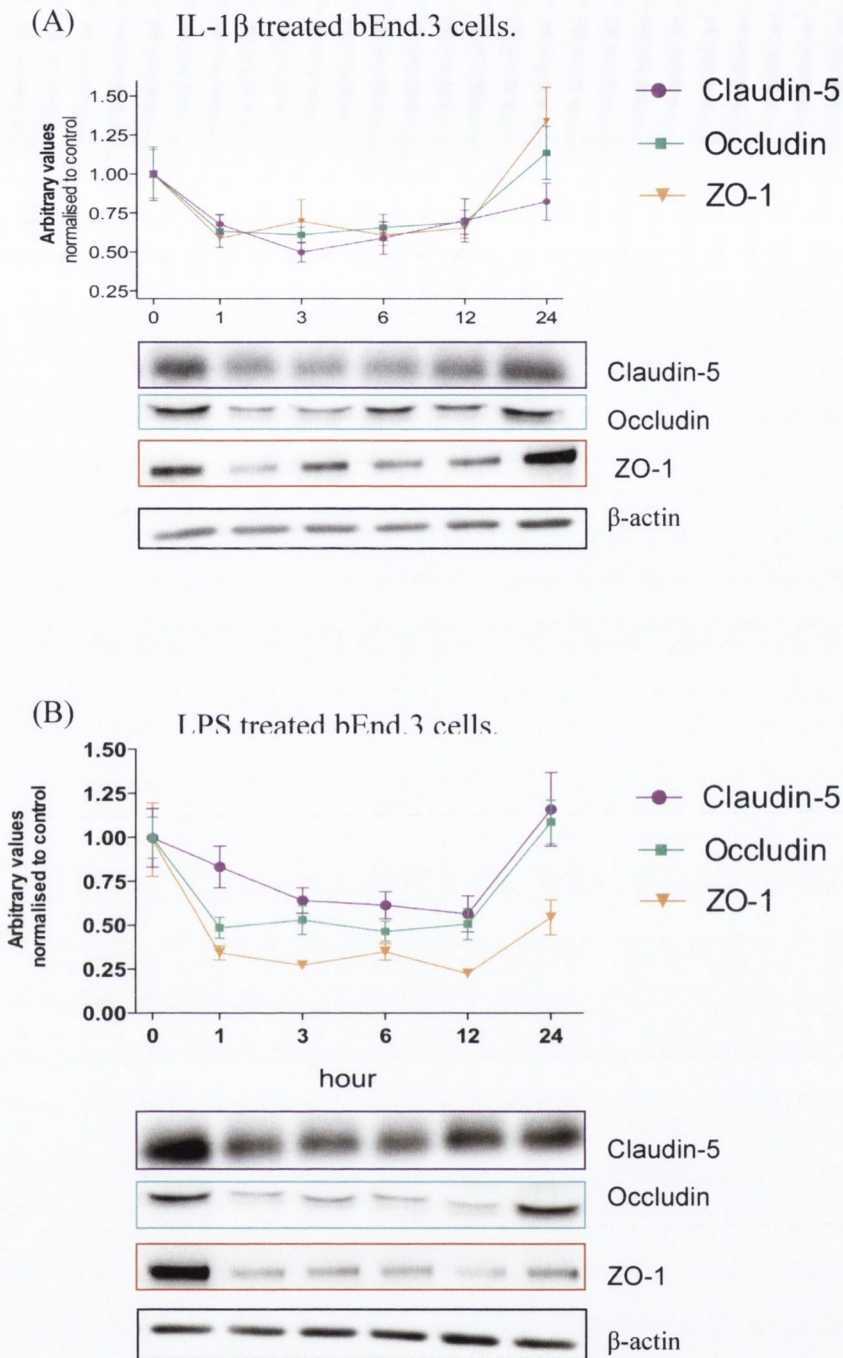 (A) IL-1β treated bEnd.3 cells.
1.50
1.25
1.00
0.75
0.50
0.25
Arbitrary values
normalised to control
0 1 3 6 12 24
Claudin-5
Occludin
ZO-1
Claudin-5
Occludin
ZO-1
β-actin
(B) LPS treated bEnd.3 cells.
1.50
1.25
1.00
0.75
0.50
0.25
0.00
Arbitrary values
normalised to control
0 1 3 6 12 24
hour
Claudin-5
Occludin
ZO-1
Claudin-5
Occludin
ZO-1
β-actin